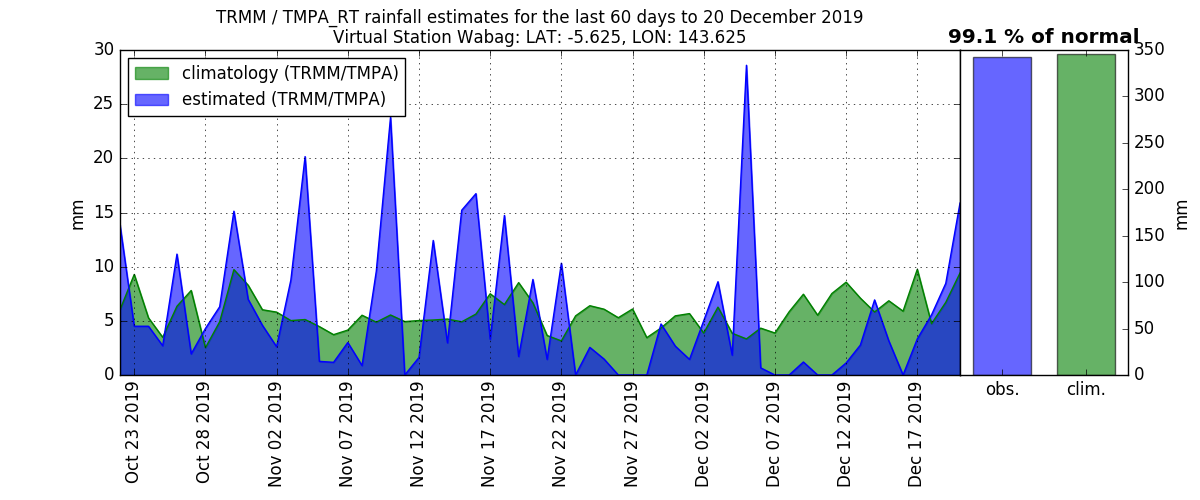 TRMM / TMPA_RT rainfall estimates for the last 60 days to 20 December 2019
Virtual Station Wabag: LAT: -5.625, LON: 143.625
99.1 % of normal
climatology (TRMM/TMPA)
estimated (TRMM/TMPA)
30
25
20
15
10
5
0
mm
Oct 23 2019
Oct 28 2019
Nov 02 2019
Nov 07 2019
Nov 12 2019
Nov 17 2019
Nov 22 2019
Nov 27 2019
Dec 02 2019
Dec 07 2019
Dec 12 2019
Dec 17 2019
obs.
clim.
350
300
250
200
150
100
50
0
mm